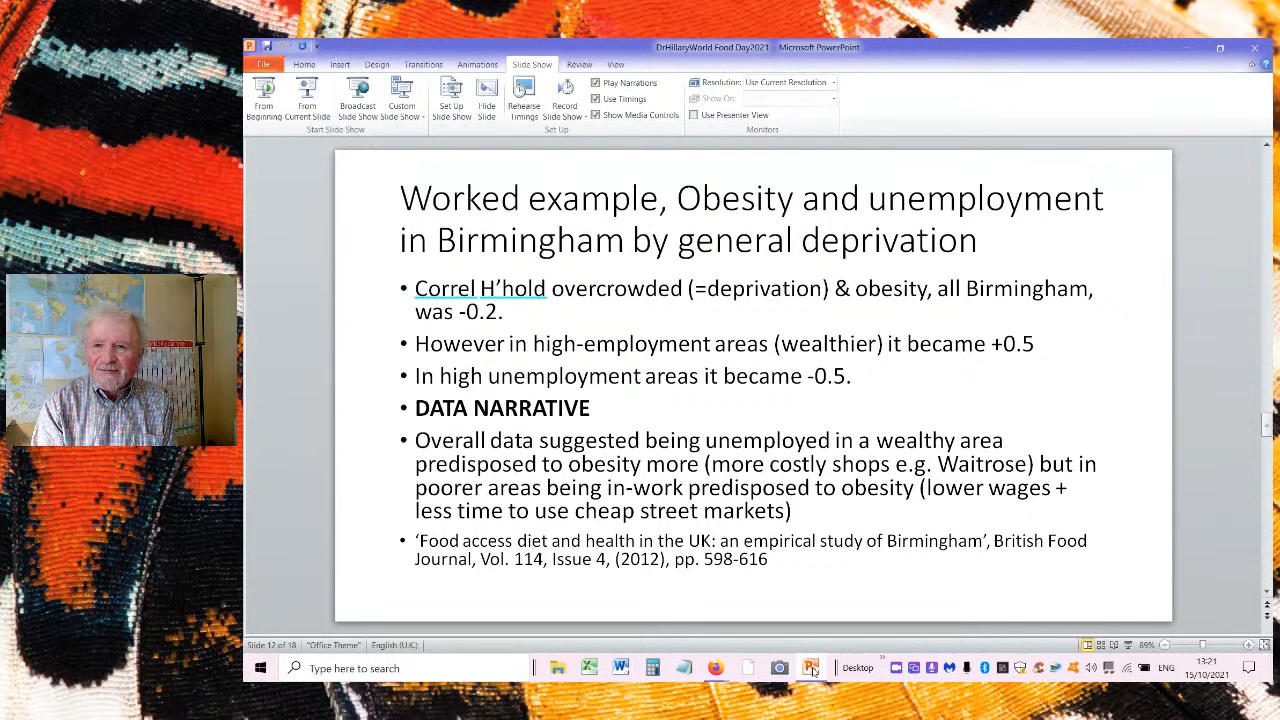 DrHillu
2021 - Microsoft PowerPoint
File Home Insert Design Transitions Animations Slide Show Review View
From Beginning
From Current Slide
Broadcast Slide Show
Custom Slide Show
Set Up Slide Show
Hide Slide
Rehearse Timings
Record Slide Show
Play Narrations
Use Timings
Show Media Controls
Resolution: Use Current Resolution
Show On:
Use Presenter View
Start Slide Show
Set Up
Monitors
Worked example, Obesity and unemployment
in Birmingham by general deprivation
• Correl H’hold overcrowded (=deprivation) & obesity, all Birmingham,
was -0.2.
• However in high-employment areas (wealthier) it became +0.5
• In high unemployment areas it became -0.5.
• DATA NARRATIVE
• Overall data suggested being unemployed in a wealthy area
predisposed to obesity more (more costly shops e.g. Waitrose) but in
poorer areas being in-work predisposed to obesity (lower wages +
less time to use cheap street markets)
• ‘Food access diet and health in the UK: an empirical study of Birmingham’, British Food
Journal, Vol. 114, Issue 4, (2012), pp. 598-616
Slide 12 of 18 "Office Theme" English (U.K.)
89%
Type here to search
Desktop
15/10/2021